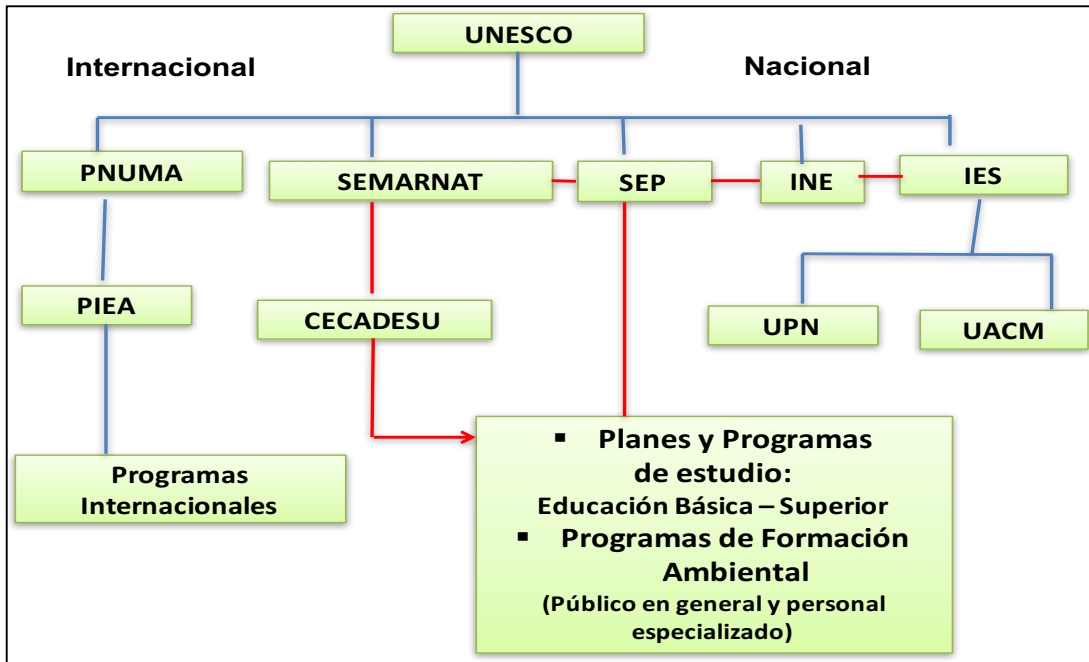 UNESCO
Internacional
Nacional
PNUMA
SEMARNAT
SEP
INE
IES
PIEA
CECADESU
UPN
UACM
Programas
Internacionales
▪ Planes y Programas
de estudio:
Educación Básica – Superior
▪ Programas de Formación
Ambiental
(Público en general y personal
especializado)